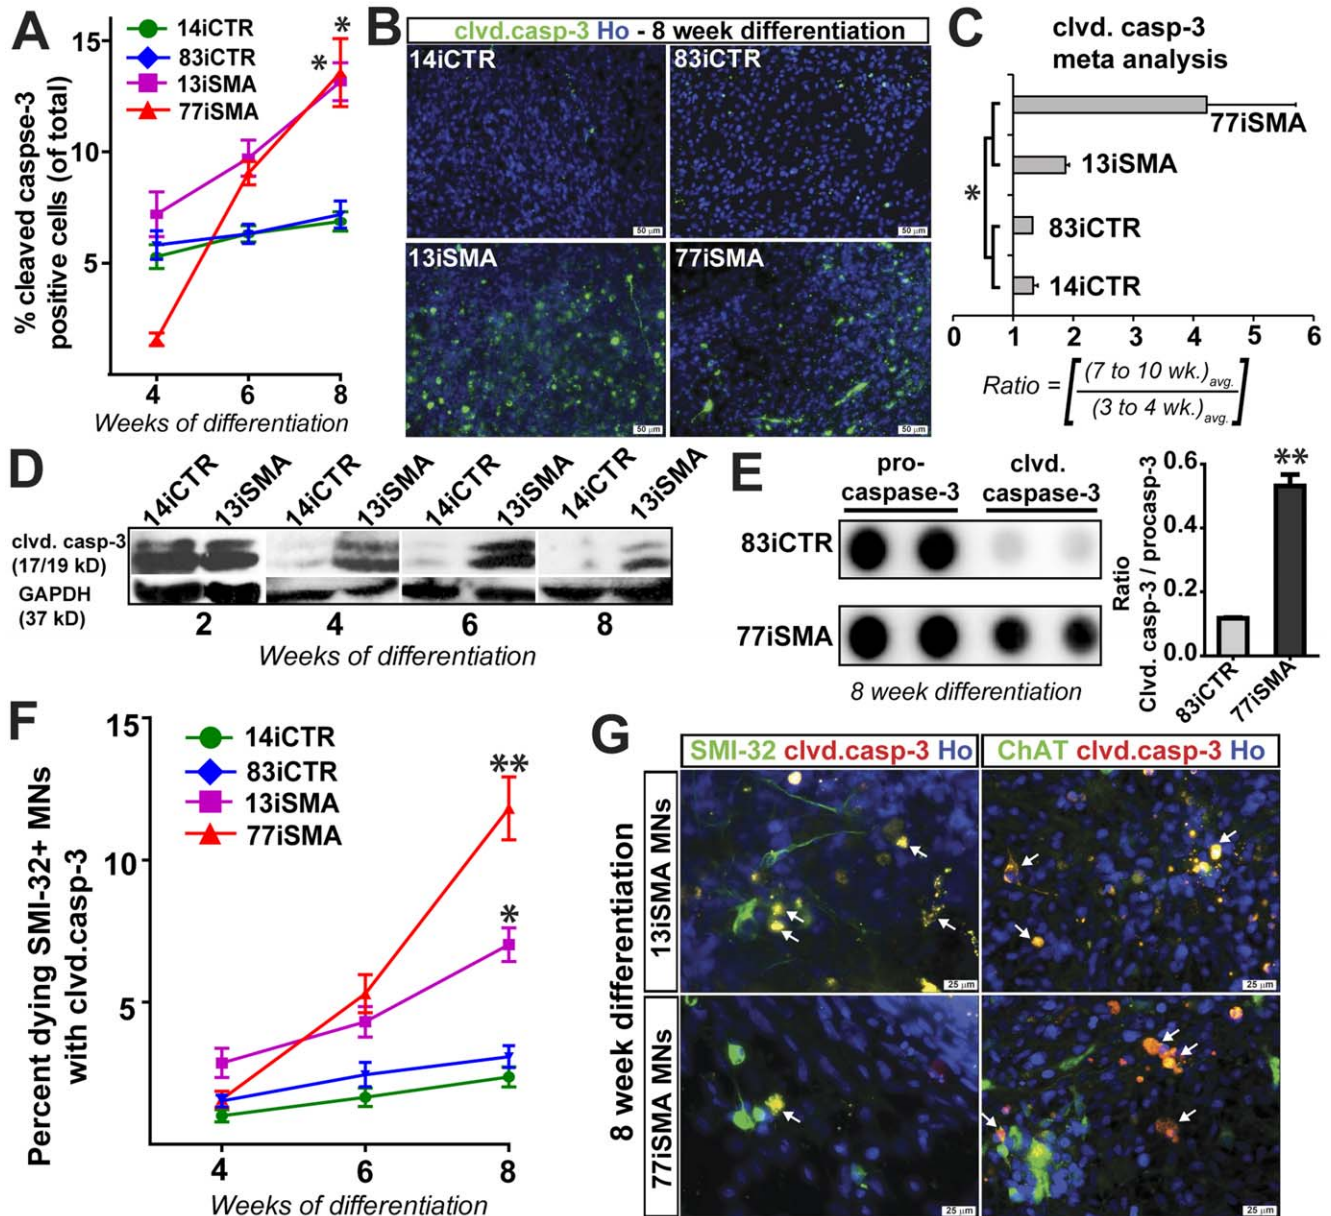 A
14iCTR
83iCTR
13iSMA
77iSMA
*
*
15
10
5
% cleaved caspse-3
positive cells (of total)
4 6 8
Weeks of differentiation
B
clvd.casp-3 Ho - 8 week differentiation
14iCTR
83iCTR
50 µm
50 µm
13iSMA
77iSMA
50 µm
50 µm
C
clvd. casp-3
meta analysis
77iSMA
13iSMA
83iCTR
14iCTR
*
0 1 2 3 4 5 6
Ratio = [(7 to 10 wk.)avg.
(3 to 4 wk.)avg.]
D
14iCTR 13iSMA 14iCTR 13iSMA 14iCTR 13iSMA 14iCTR 13iSMA
clvd. casp-3
(17/19 kD)
GAPDH
(37 kD)
2 4 6 8
Weeks of differentiation
E
pro-
caspase-3
clvd.
caspase-3
83iCTR
77iSMA
8 week differentiation
Ratio
Clvd. casp-3 / procasp-3
0.6
0.4
0.2
0.0
**
83iCTR
77iSMA
F
14iCTR
83iCTR
13iSMA
77iSMA
15
10
5
**
*
Percent dying SMI-32+ MNs
with clvd.casp-3
4 6 8
Weeks of differentiation
G
SMI-32 clvd.casp-3 Ho
ChAT clvd.casp-3 Ho
8 week differentiation
13iSMA MNs
25 µm
25 µm
77iSMA MNs
25 µm
25 µm